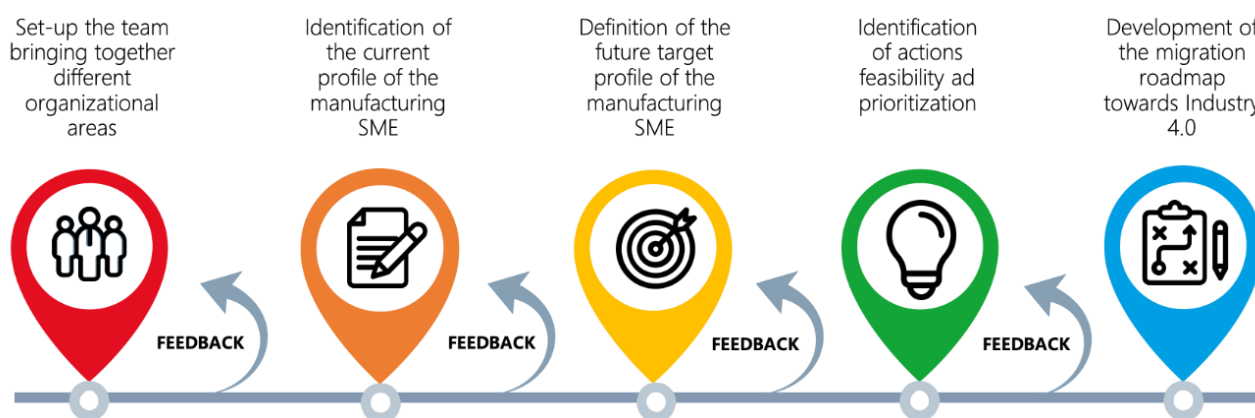 Set-up the team
bringing together
different
organizational
areas
Identification of
the current
profile of the
manufacturing
SME
Definition of the
future target
profile of the
manufacturing
SME
Identification
of actions
feasibility ad
prioritization
Development of
the migration
roadmap
towards Industry
4.0
FEEDBACK
FEEDBACK
FEEDBACK
FEEDBACK